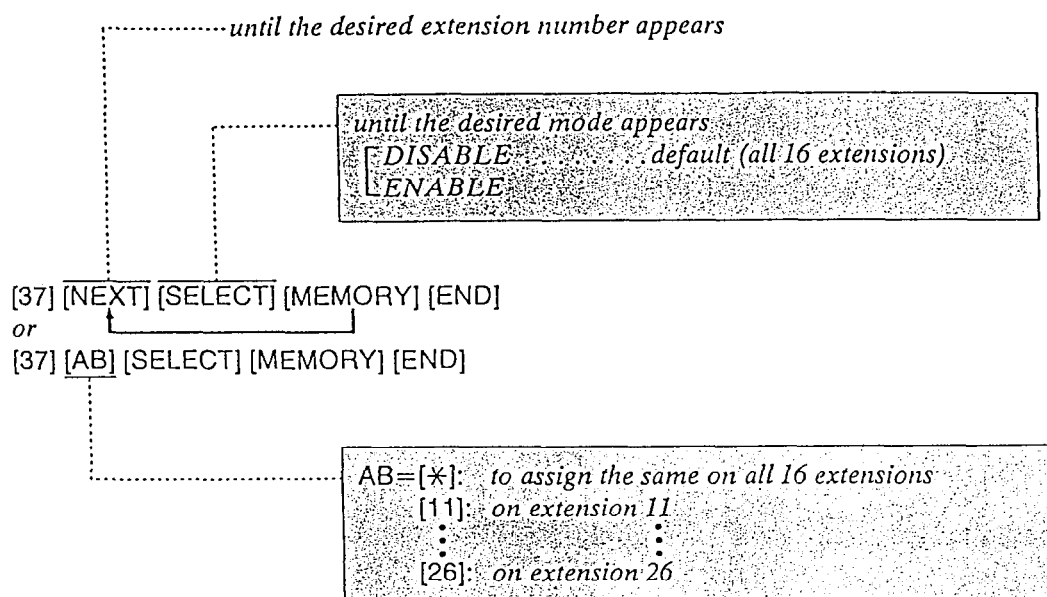 until the desired extension number appears
until the desired mode appears
DISABLE ........ default (all 16 extensions)
ENABLE
[37] [NEXT] [SELECT] [MEMORY] [END]
or
[37] [AB] [SELECT] [MEMORY] [END]
AB=[*]: to assign the same on all 16 extensions
[11]: on extension 11
[26]: on extension 26